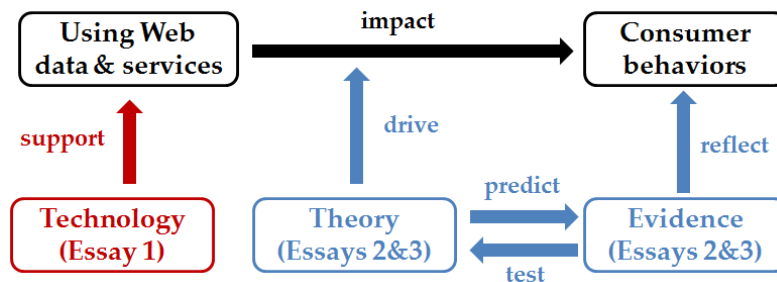 Using Web
data & services
impact
Consumer
behaviors
support
drive
reflect
Technology
(Essay 1)
Theory
(Essays 2&3)
predict
test
Evidence
(Essays 2&3)